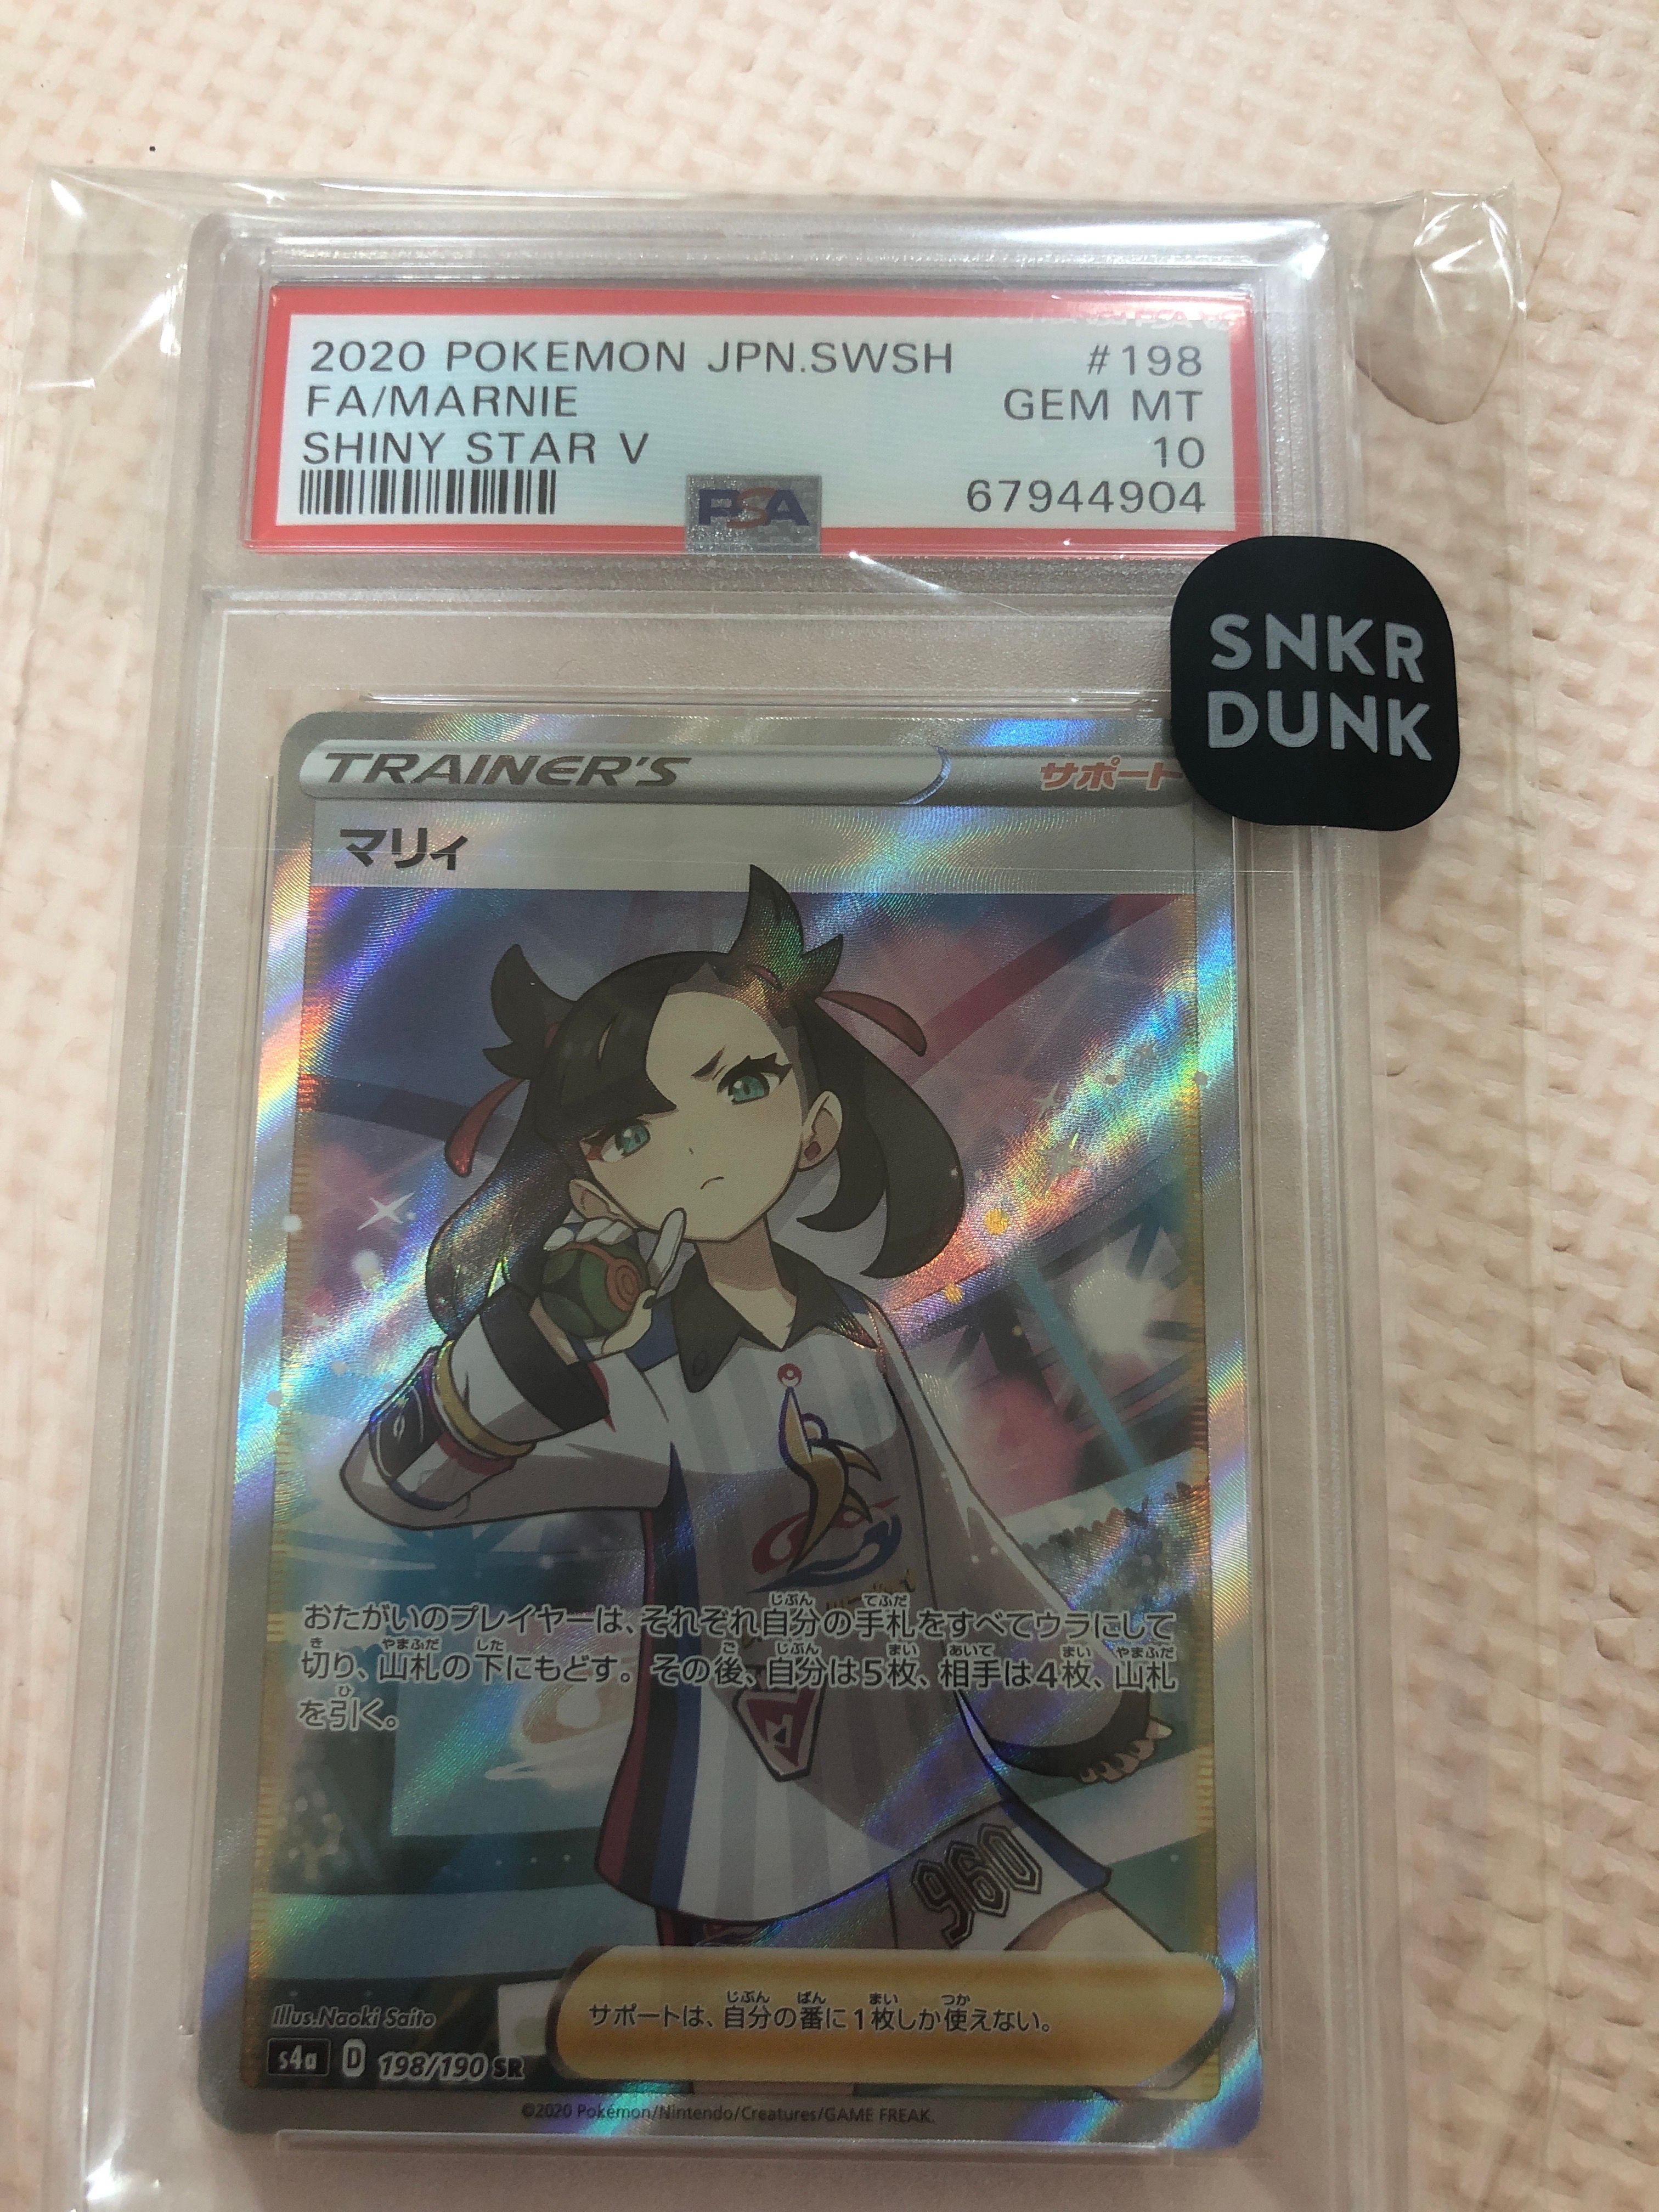 2020 POKEMON JPN.SWSH #198
FA/MARNIE GEM MT
SHINY STAR V 10
67944904
PSA
SNKR
DUNK
TRAINER'S サポート
マリィ
960
おたがいのプレイヤーは、それぞれ自分の手札をすべてウラにして
切り、山札の下にもどす。その後、自分は5枚、相手は4枚、山札
を引く。
サポートは、自分の番に1枚しか使えない。
Illus.Naoki Saito
s4a D 198/190 SR
©2020 Pokémon/Nintendo/Creatures/GAME FREAK.